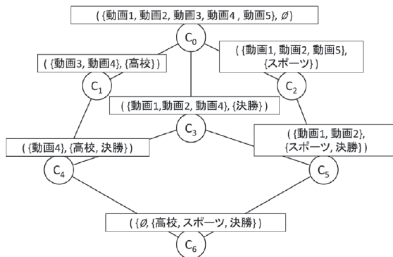 ({動画1, 動画2, 動画3, 動画4 , 動画5}, ∅)
C0
({動画3, 動画4}, {高校})
({動画1, 動画2, 動画5},
{スポーツ})
C1
C2
({動画1,動画2, 動画4}, {決勝})
C3
({動画4}, {高校, 決勝})
({動画1, 動画2},
{スポーツ, 決勝})
C4
C5
({∅, {高校, スポーツ, 決勝})
C6